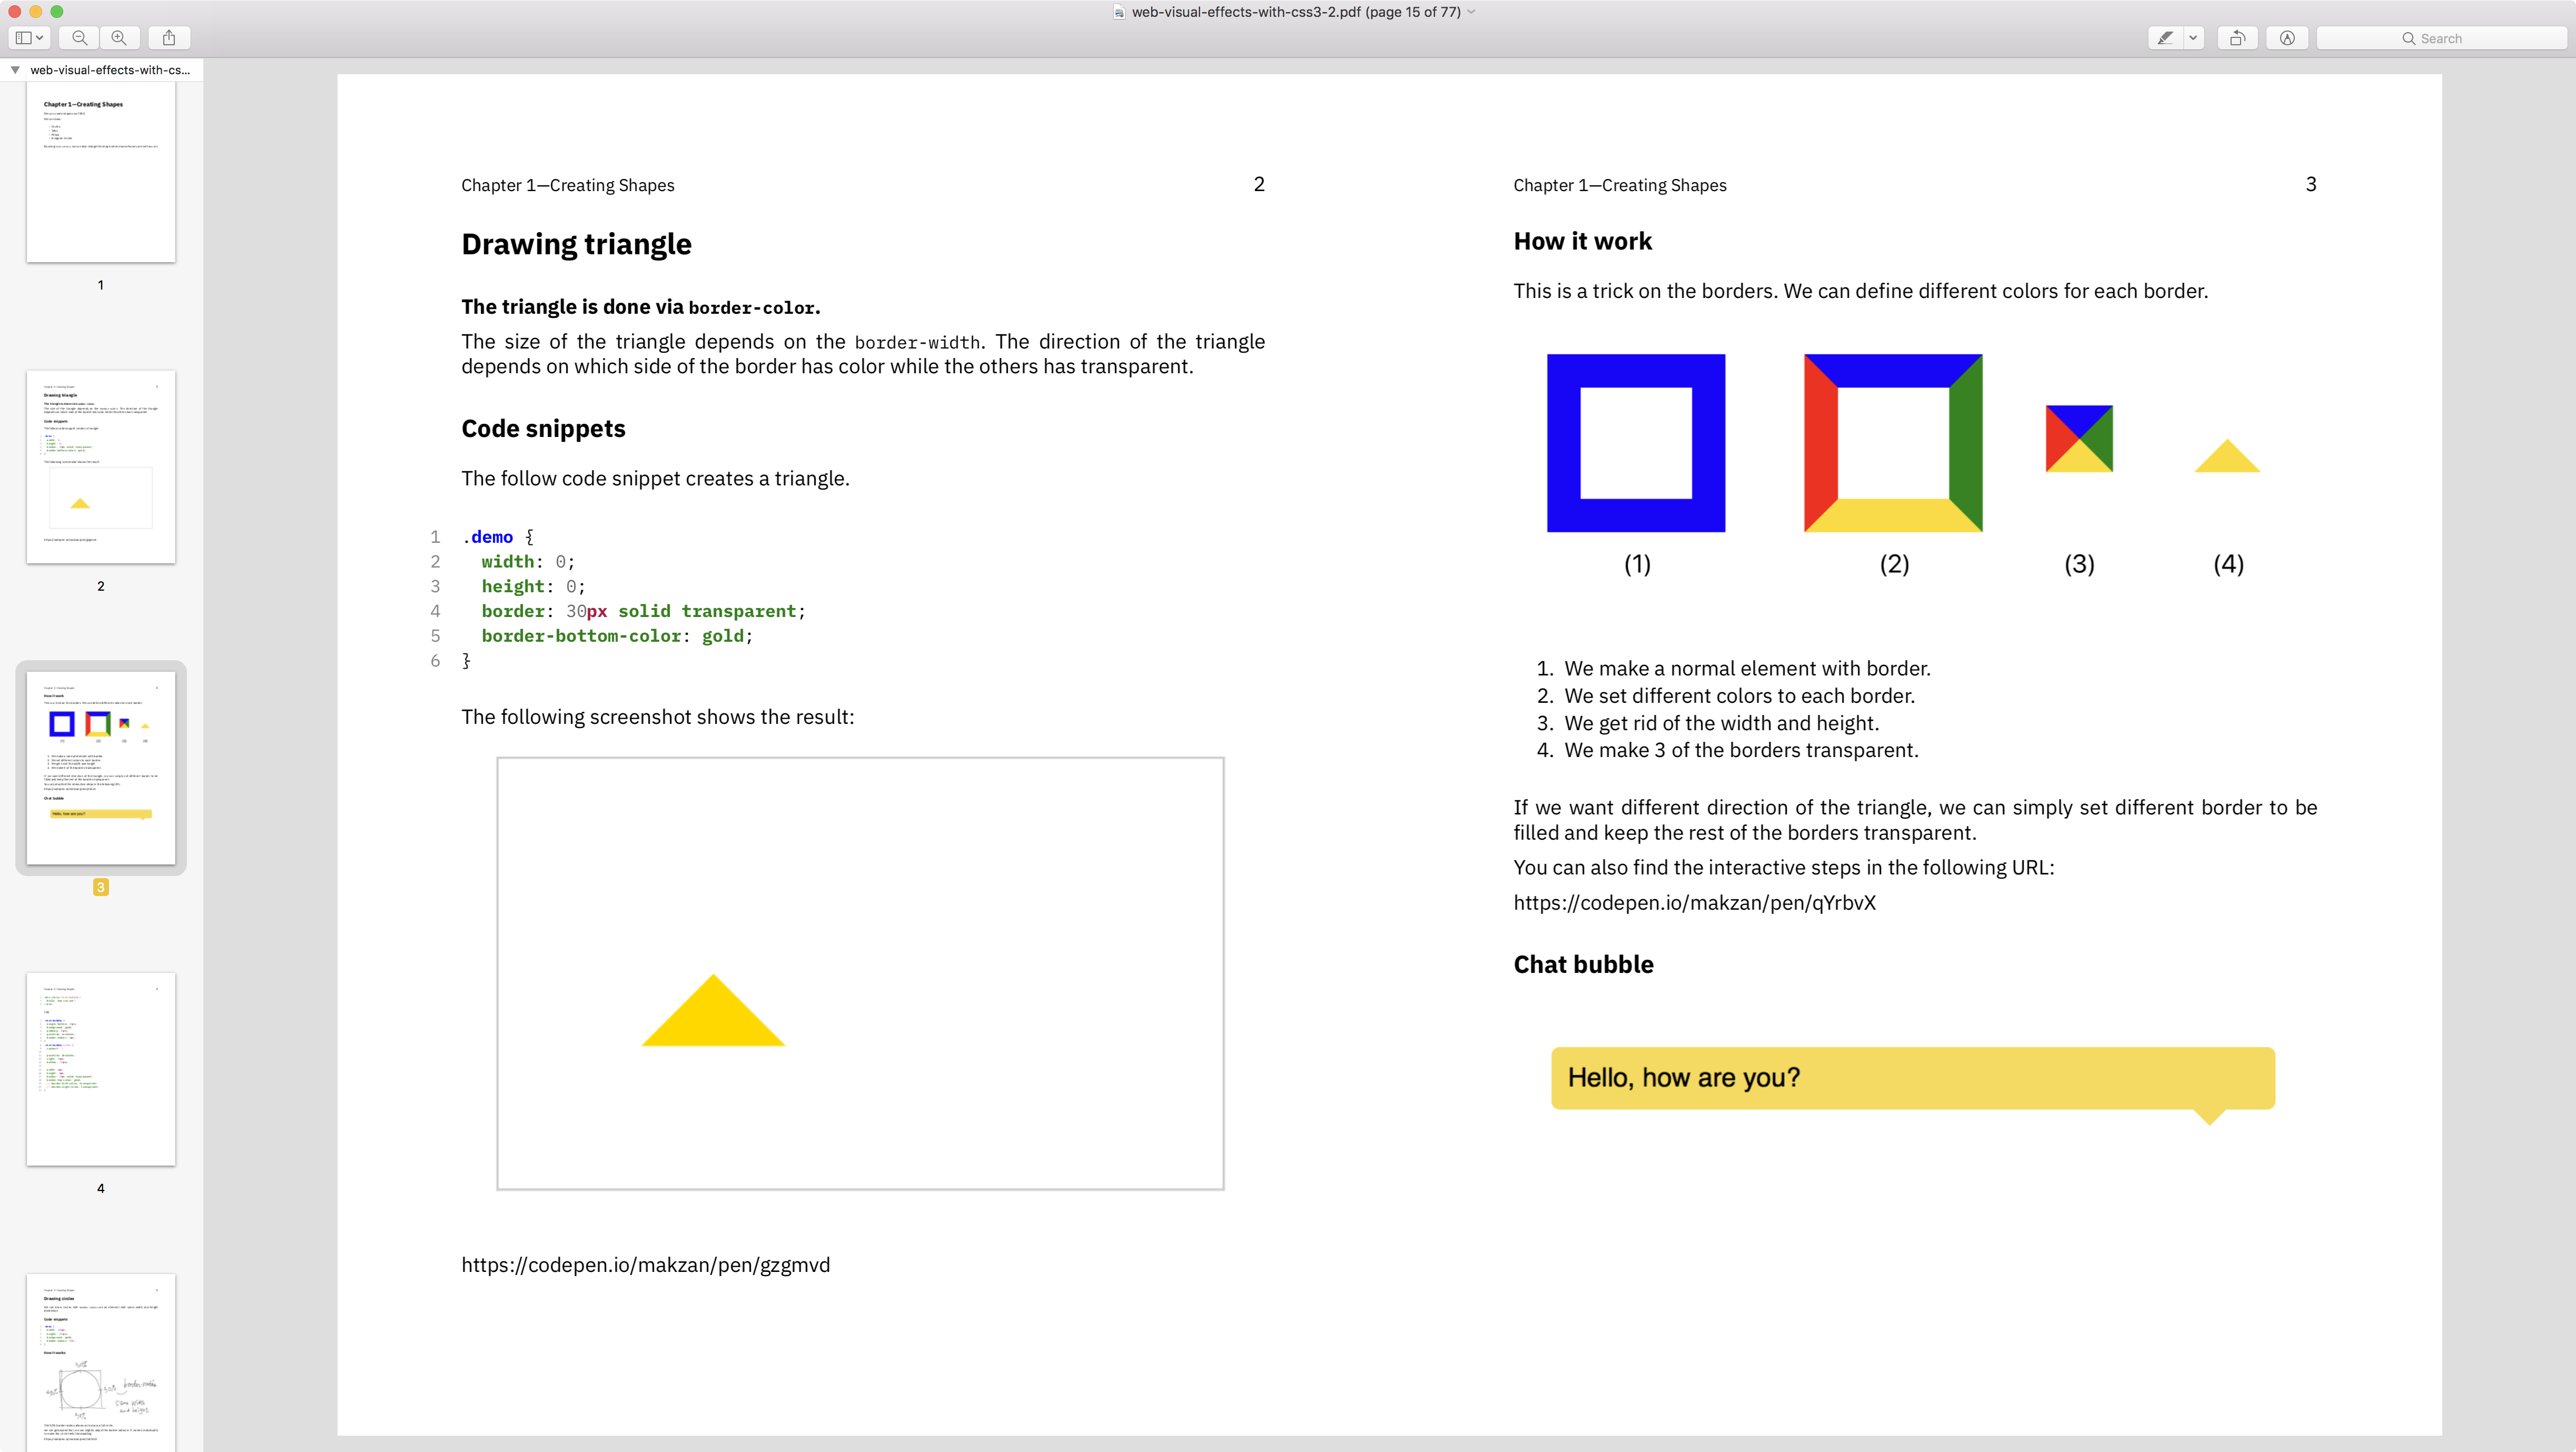 web-visual-effects-with-css3-2.pdf (page 15 of 77)
Search
web-visual-effects-with-cs...
Chapter 1—Creating Shapes
1
2
3
4
Chapter 1—Creating Shapes 2
Drawing triangle
The triangle is done via border-color.
The size of the triangle depends on the border-width. The direction of the triangle
depends on which side of the border has color while the others has transparent.
Code snippets
The follow code snippet creates a triangle.
1 .demo {
2 width: 0;
3 height: 0;
4 border: 30px solid transparent;
5 border-bottom-color: gold;
6 }
The following screenshot shows the result:
https://codepen.io/makzan/pen/gzgmvd
Chapter 1—Creating Shapes 3
How it work
This is a trick on the borders. We can define different colors for each border.
(1) (2) (3) (4)
1. We make a normal element with border.
2. We set different colors to each border.
3. We get rid of the width and height.
4. We make 3 of the borders transparent.
If we want different direction of the triangle, we can simply set different border to be
filled and keep the rest of the borders transparent.
You can also find the interactive steps in the following URL:
https://codepen.io/makzan/pen/qYrbvX
Chat bubble
Hello, how are you?